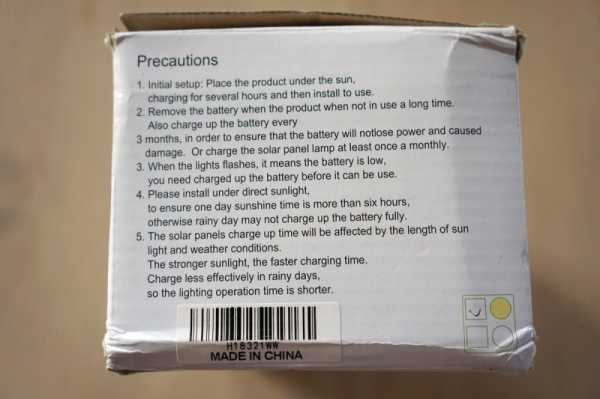 Precautions
1. Initial setup: Place the product under the sun,
charging for several hours and then install to use.
2. Remove the battery when the product when not in use a long time.
Also charge up the battery every
3 months, in order to ensure that the battery will notlose power and caused
damage. Or charge the solar panel lamp at least once a monthly.
3. When the lights flashes, it means the battery is low,
you need charged up the battery before it can be use.
4. Please install under direct sunlight,
to ensure one day sunshine time is more than six hours,
otherwise rainy day may not charge up the battery fully.
5. The solar panels charge up time will be affected by the length of sun
light and weather conditions.
The stronger sunlight, the faster charging time.
Charge less effectively in rainy days,
so the lighting operation time is shorter.
H18321WW
MADE IN CHINA